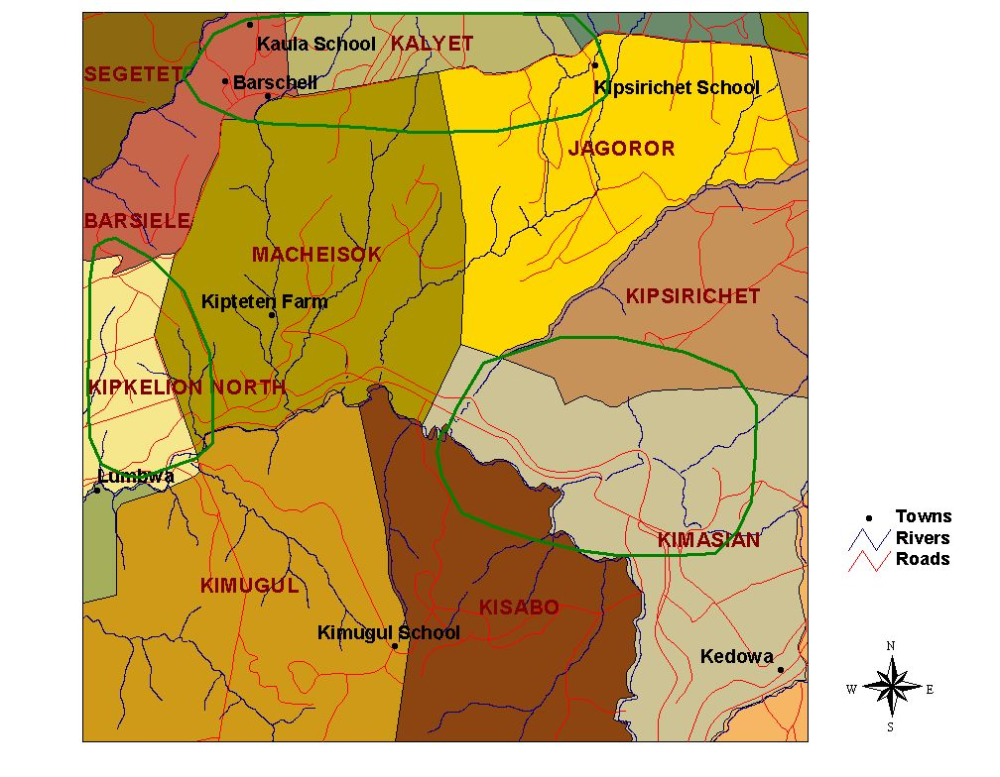 Kaula School
KALYET
SEGETET
Barschell
Kipsirichet School
JAGOROR
BARSIELE
MACHEISOK
KIPSIRICHET
Kipteten Farm
KIPKELION NORTH
Lumbwa
Towns
Rivers
Roads
KIMASIAN
KIMUGUL
KISABO
Kimugul School
Kedowa
N
W
E
S